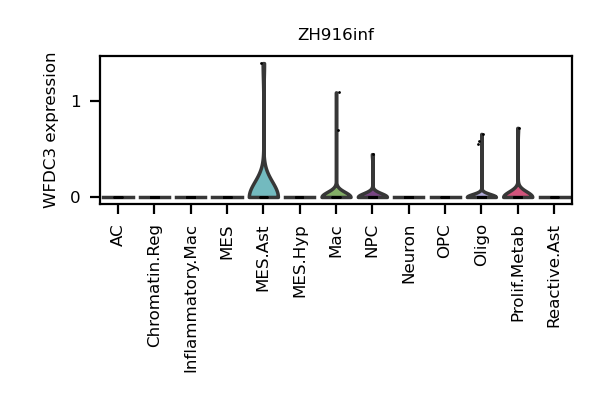 ZH916inf
WFDC3 expression
1
0
AC
Chromatin.Reg
Inflammatory.Mac
MES
MES.Ast
MES.Hyp
Mac
NPC
Neuron
OPC
Oligo
Prolif.Metab
Reactive.Ast